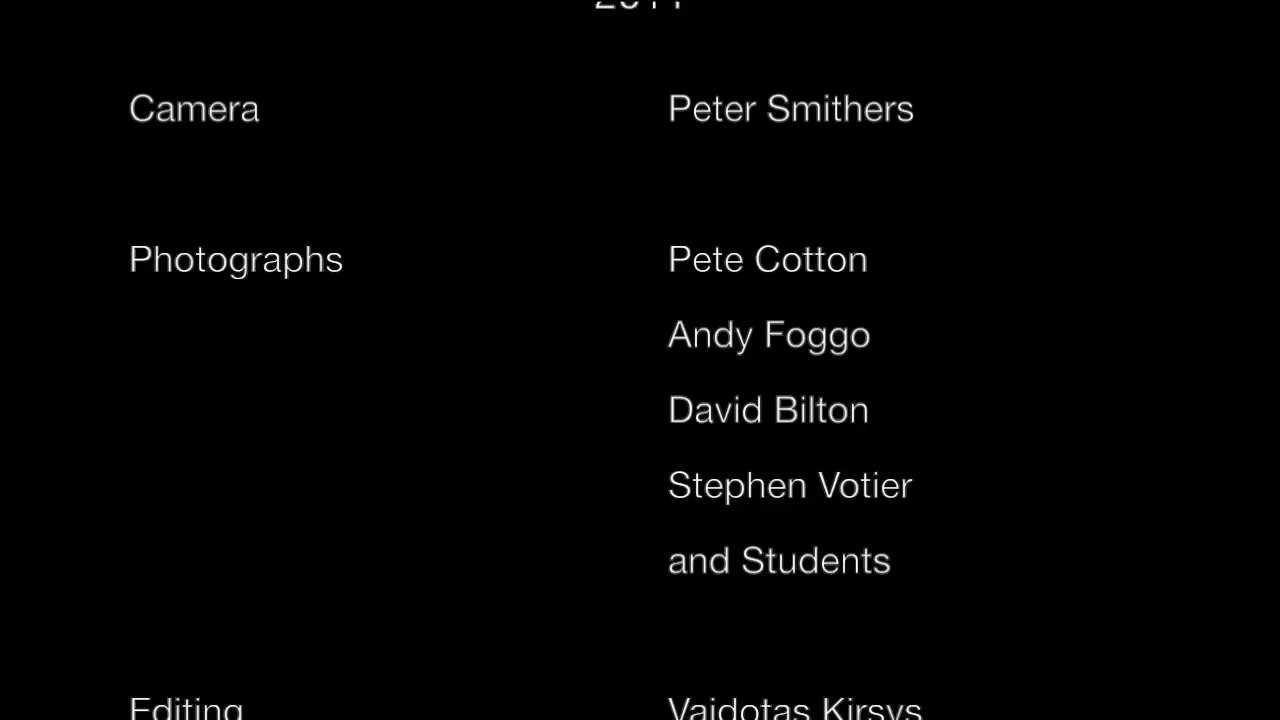 Camera Peter Smithers
Photographs Pete Cotton
Andy Foggo
David Bilton
Stephen Votier
and Students
Editing Vaidotas Kirsys